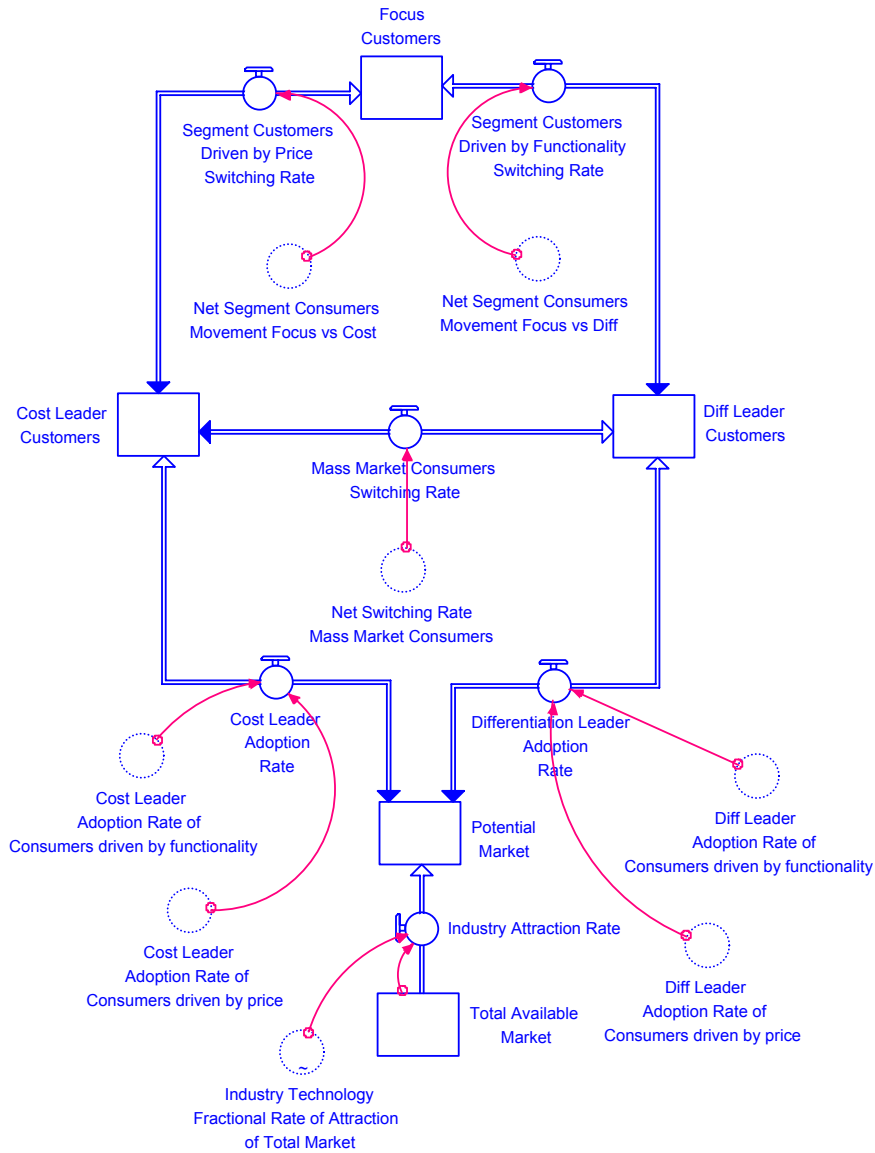 Focus
Customers
Segment Customers
Driven by Price
Switching Rate
Segment Customers
Driven by Functionality
Switching Rate
Net Segment Consumers
Movement Focus vs Cost
Net Segment Consumers
Movement Focus vs Diff
Cost Leader
Customers
Diff Leader
Customers
Mass Market Consumers
Switching Rate
Net Switching Rate
Mass Market Consumers
Cost Leader
Adoption
Rate
Differentiation Leader
Adoption
Rate
Cost Leader
Adoption Rate of
Consumers driven by functionality
Potential
Market
Diff Leader
Adoption Rate of
Consumers driven by functionality
Industry Attraction Rate
Cost Leader
Adoption Rate of
Consumers driven by price
Diff Leader
Adoption Rate of
Consumers driven by price
Total Available
Market
~
Industry Technology
Fractional Rate of Attraction
of Total Market